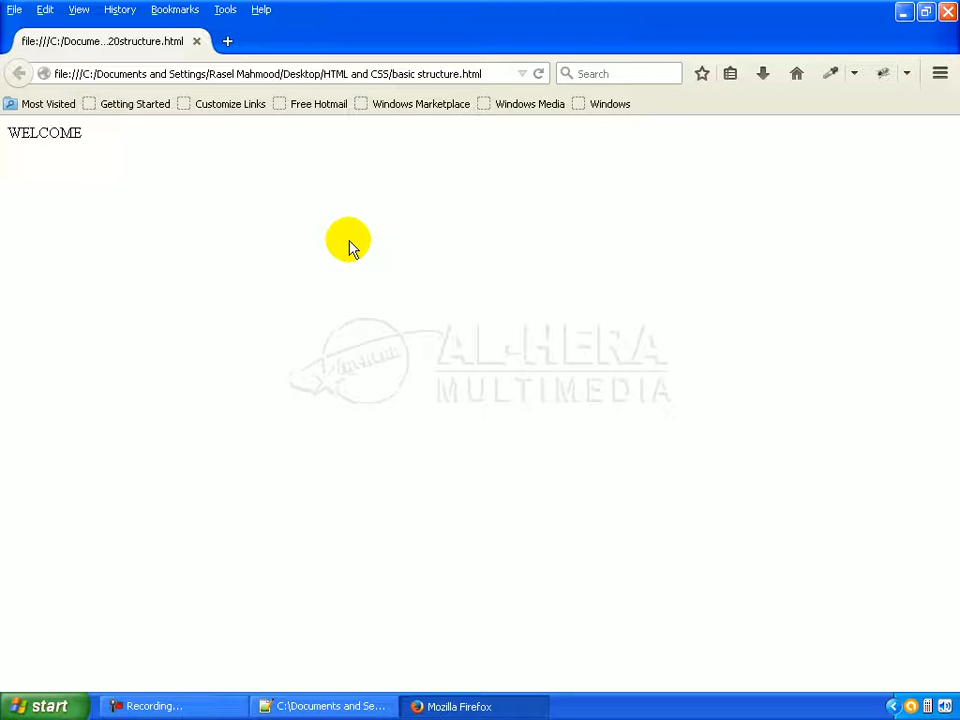 File Edit View History Bookmarks Tools Help
file:///C:/Docume...20structure.html
file:///C:/Documents and Settings/Rasel Mahmood/Desktop/HTML and CSS/basic structure.html Search
Most Visited Getting Started Customize Links Free Hotmail Windows Marketplace Windows Media Windows
WELCOME
AL-HERA
MULTIMEDIA
start Recording... C:\Documents and Se... Mozilla Firefox